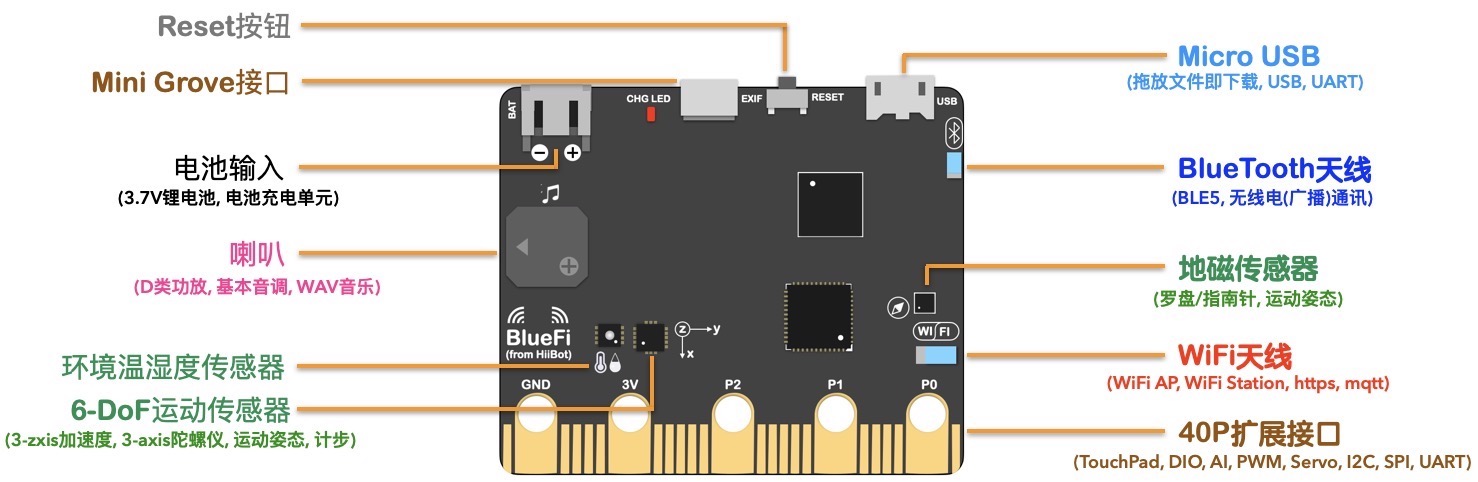 Reset按钮
Mini Grove接口
电池输入
(3.7V锂电池, 电池充电单元)
喇叭
(D类功放, 基本音调, WAV音乐)
环境温湿度传感器
6-DoF运动传感器
(3-zxis加速度, 3-axis陀螺仪, 运动姿态, 计步)
BAT
CHG LED
EXIF
RESET
USB
BlueFi
(from HiiBot)
z
y
x
WI FI
GND
3V
P2
P1
P0
Micro USB
(拖放文件即下载, USB, UART)
BlueTooth天线
(BLE5, 无线电(广播)通讯)
地磁传感器
(罗盘/指南针, 运动姿态)
WiFi天线
(WiFi AP, WiFi Station, https, mqtt)
40P扩展接口
(TouchPad, DIO, AI, PWM, Servo, I2C, SPI, UART)